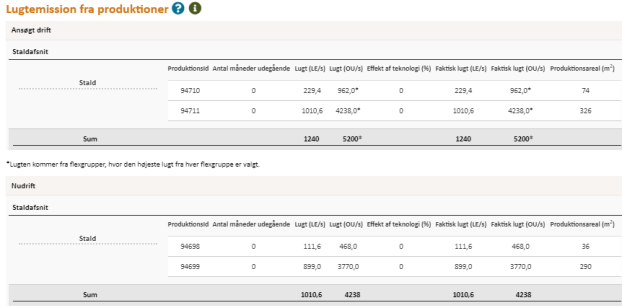 Lugtemission fra produktioner ? i
Ansøgt drift
Staldafsnit
ProduktionsId Antal måneder udegående Lugt (LE/s) Lugt (OU/s) Effekt af teknologi (%) Faktisk lugt (LE/s) Faktisk lugt (OU/s) Produktionsareal (m²)
Stald
94710 0 229,4 962,0* 0 229,4 962,0* 74
94711 0 1010,6 4238,0* 0 1010,6 4238,0* 326
Sum 1240 5200* 1240 5200*
*Lugten kommer fra flexgrupper, hvor den højeste lugt fra hver flexgruppe er valgt.
Nudrift
Staldafsnit
ProduktionsId Antal måneder udegående Lugt (LE/s) Lugt (OU/s) Effekt af teknologi (%) Faktisk lugt (LE/s) Faktisk lugt (OU/s) Produktionsareal (m²)
Stald
94698 0 111,6 468,0 0 111,6 468,0 36
94699 0 899,0 3770,0 0 899,0 3770,0 290
Sum 1010,6 4238 1010,6 4238